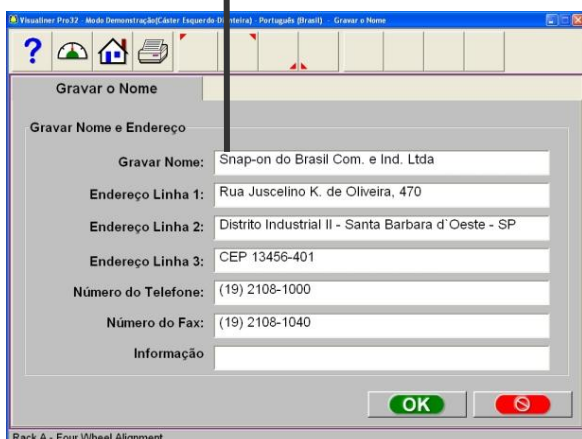 Visualiner Pro32 - Modo Demonstração(Cáster Esquerdo Dianteira) - Português (Brasil) - Gravar o Nome
?
Gravar o Nome
Gravar Nome e Endereço
Gravar Nome: Snap-on do Brasil Com. e Ind. Ltda
Endereço Linha 1: Rua Juscelino K. de Oliveira, 470
Endereço Linha 2: Distrito Industrial II - Santa Barbara d`Oeste - SP
Endereço Linha 3: CEP 13456-401
Número do Telefone: (19) 2108-1000
Número do Fax: (19) 2108-1040
Informação
OK
Rack A - Four Wheel Alignment